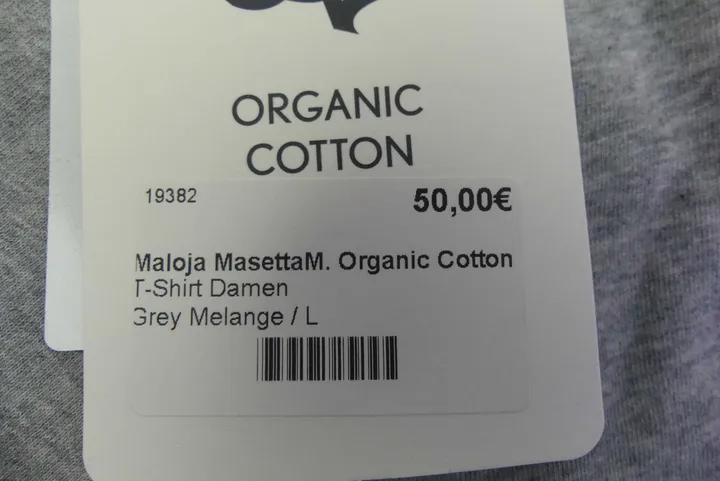 ORGANIC
COTTON
19382 50,00€
Maloja MasettaM. Organic Cotton
T-Shirt Damen
Grey Melange / L